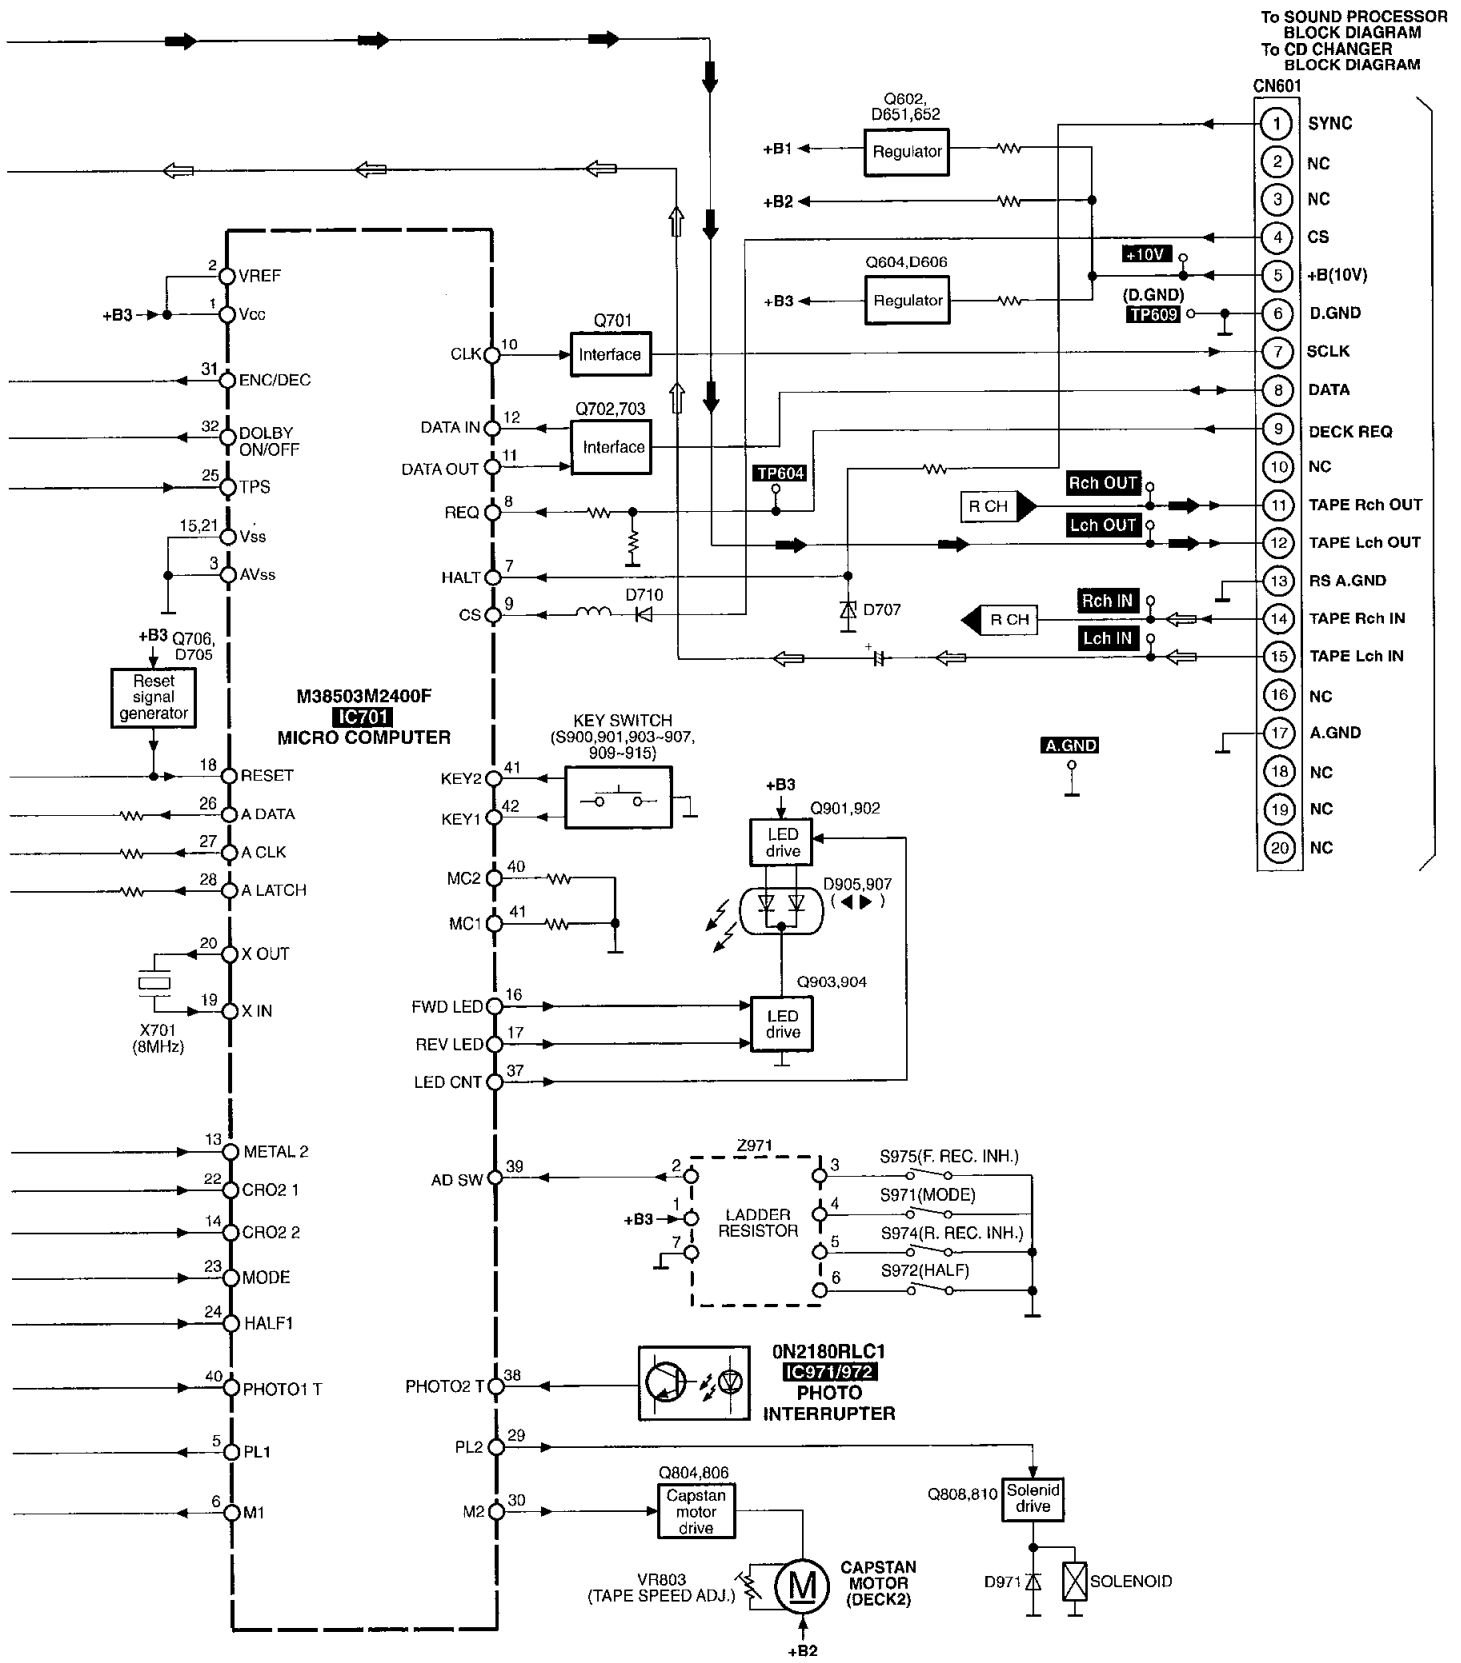 To SOUND PROCESSOR
BLOCK DIAGRAM
To CD CHANGER
BLOCK DIAGRAM
CN601
1 SYNC
2 NC
3 NC
4 CS
5 +B(10V)
6 D.GND
7 SCLK
8 DATA
9 DECK REQ
10 NC
11 TAPE Rch OUT
12 TAPE Lch OUT
13 RS A.GND
14 TAPE Rch IN
15 TAPE Lch IN
16 NC
17 A.GND
18 NC
19 NC
20 NC
Q602,
D651,652
+B1
Regulator
+B2
Q604,D606
+B3
Regulator
+10V
(D.GND)
TP609
2
VREF
+B3
1
Vcc
31
ENC/DEC
32
DOLBY
ON/OFF
25
TPS
15,21
Vss
3
AVss
+B3
Q706,
D705
Reset
signal
generator
18
RESET
26
A DATA
27
A CLK
28
A LATCH
20
X OUT
19
X IN
X701
(8MHz)
13
METAL 2
22
CRO2 1
14
CRO2 2
23
MODE
24
HALF1
40
PHOTO1 T
5
PL1
6
M1
M38503M2400F
IC701
MICRO COMPUTER
CLK
10
Q701
Interface
DATA IN
12
Q702,703
Interface
DATA OUT
11
REQ
8
TP604
HALT
7
CS
9
D710
D707
+
R CH
Rch OUT
Lch OUT
Rch IN
R CH
Lch IN
A.GND
KEY SWITCH
(S900,901,903~907,
909~915)
KEY2
41
KEY1
42
MC2
40
MC1
41
+B3
Q901,902
LED
drive
D905,907
(◀ ▶)
Q903,904
LED
drive
FWD LED
16
REV LED
17
LED CNT
37
AD SW
39
Z971
2
1
+B3
7
LADDER
RESISTOR
3
S975(F. REC. INH.)
4
S971(MODE)
5
S974(R. REC. INH.)
6
S972(HALF)
PHOTO2 T
38
0N2180RLC1
IC971/972
PHOTO
INTERRUPTER
PL2
29
M2
30
Q804,806
Capstan
motor
drive
VR803
(TAPE SPEED ADJ.)
M
CAPSTAN
MOTOR
(DECK2)
+B2
Q808,810
Solenid
drive
D971
SOLENOID